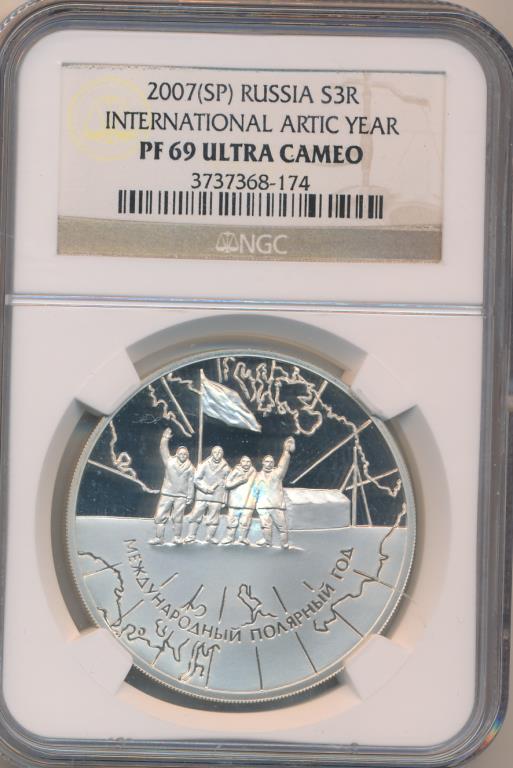 2007(SP) RUSSIA S3R
INTERNATIONAL ARTIC YEAR
PF 69 ULTRA CAMEO
3737368-174
NGC
МЕЖДУНАРОДНЫЙ ПОЛЯРНЫЙ ГОД